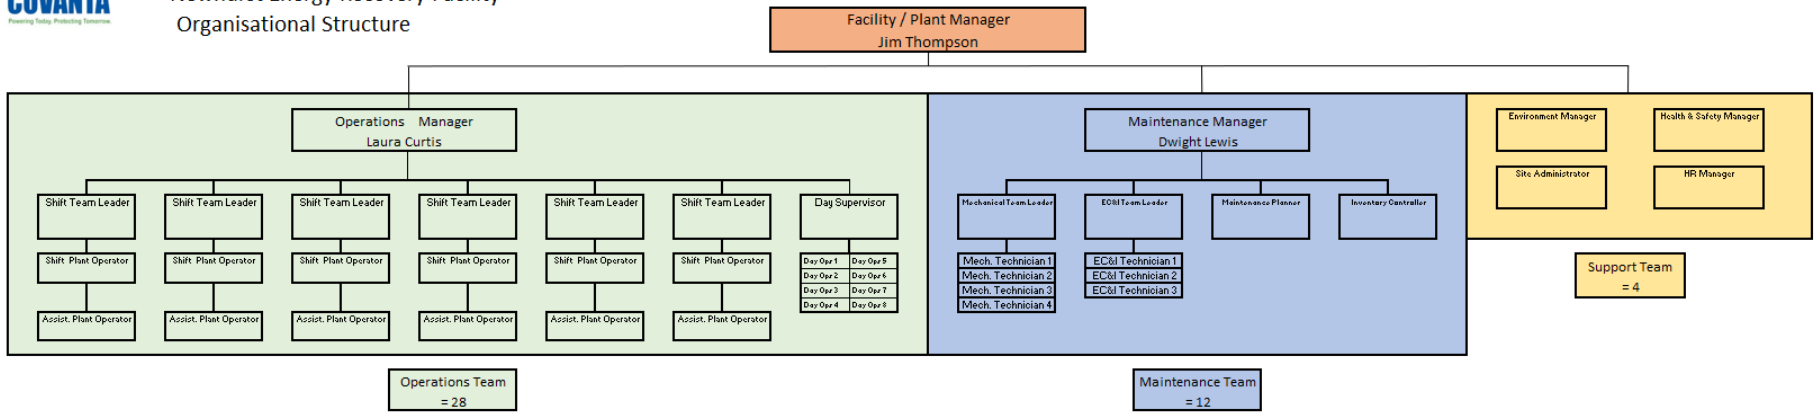 COVANTA
Powering Today. Protecting Tomorrow.
Newhurst Energy Recovery Facility
Organisational Structure
Facility / Plant Manager
Jim Thompson
Operations Manager
Laura Curtis
Shift Team Leader Shift Team Leader Shift Team Leader Shift Team Leader Shift Team Leader Shift Team Leader Day Supervisor
Shift Plant Operator Shift Plant Operator Shift Plant Operator Shift Plant Operator Shift Plant Operator Shift Plant Operator
Day Opr 1 Day Opr 5
Day Opr 2 Day Opr 6
Day Opr 3 Day Opr 7
Day Opr 4 Day Opr 8
Assist. Plant Operator Assist. Plant Operator Assist. Plant Operator Assist. Plant Operator Assist. Plant Operator Assist. Plant Operator
Operations Team
= 28
Maintenance Manager
Dwight Lewis
Mechanical Team Leader EC&I Team Leader Maintenance Planner Inventory Controller
Mech. Technician 1 EC&I Technician 1
Mech. Technician 2 EC&I Technician 2
Mech. Technician 3 EC&I Technician 3
Mech. Technician 4
Maintenance Team
= 12
Environment Manager Health & Safety Manager
Site Administrator HR Manager
Support Team
= 4